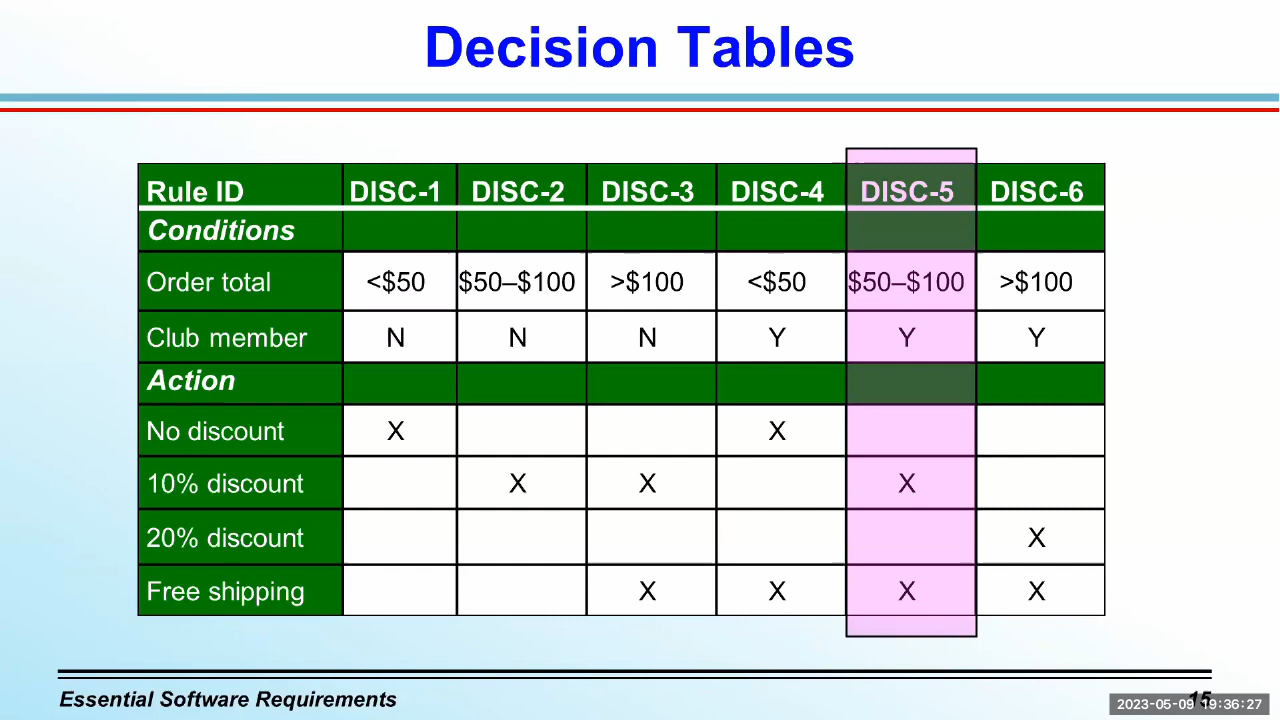 Decision Tables
Rule ID DISC-1 DISC-2 DISC-3 DISC-4 DISC-5 DISC-6
Conditions
Order total <$50 $50–$100 >$100 <$50 $50–$100 >$100
Club member N N N Y Y Y
Action
No discount X X
10% discount X X X
20% discount X
Free shipping X X X X
Essential Software Requirements 15
2023-05-09 19:36:27